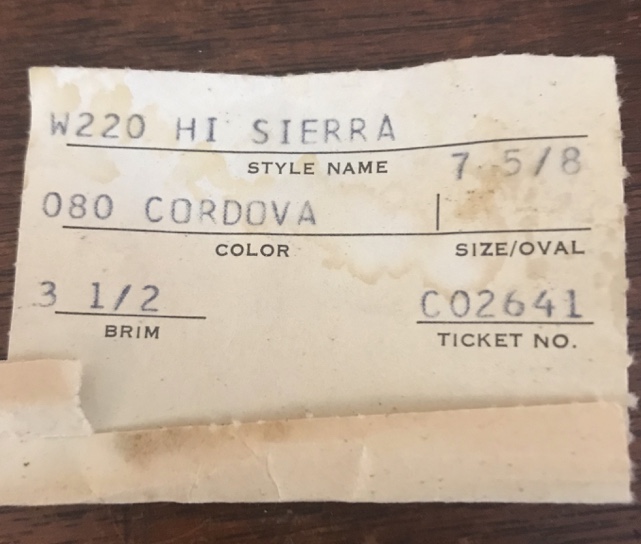 W220 HI SIERRA
STYLE NAME
7 5/8
080 CORDOVA
COLOR
SIZE/OVAL
3 1/2
BRIM
C02641
TICKET NO.